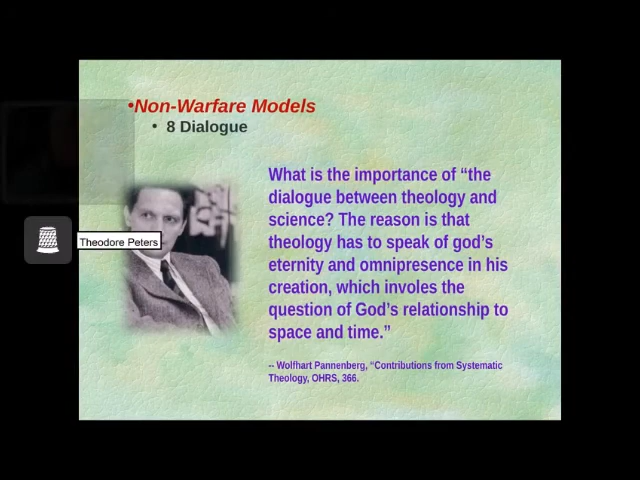 •Non-Warfare Models
• 8 Dialogue
What is the importance of “the
dialogue between theology and
science? The reason is that
theology has to speak of god’s
eternity and omnipresence in his
creation, which involes the
question of God’s relationship to
space and time.”
-- Wolfhart Pannenberg, “Contributions from Systematic
Theology, OHRS, 366.
Theodore Peters